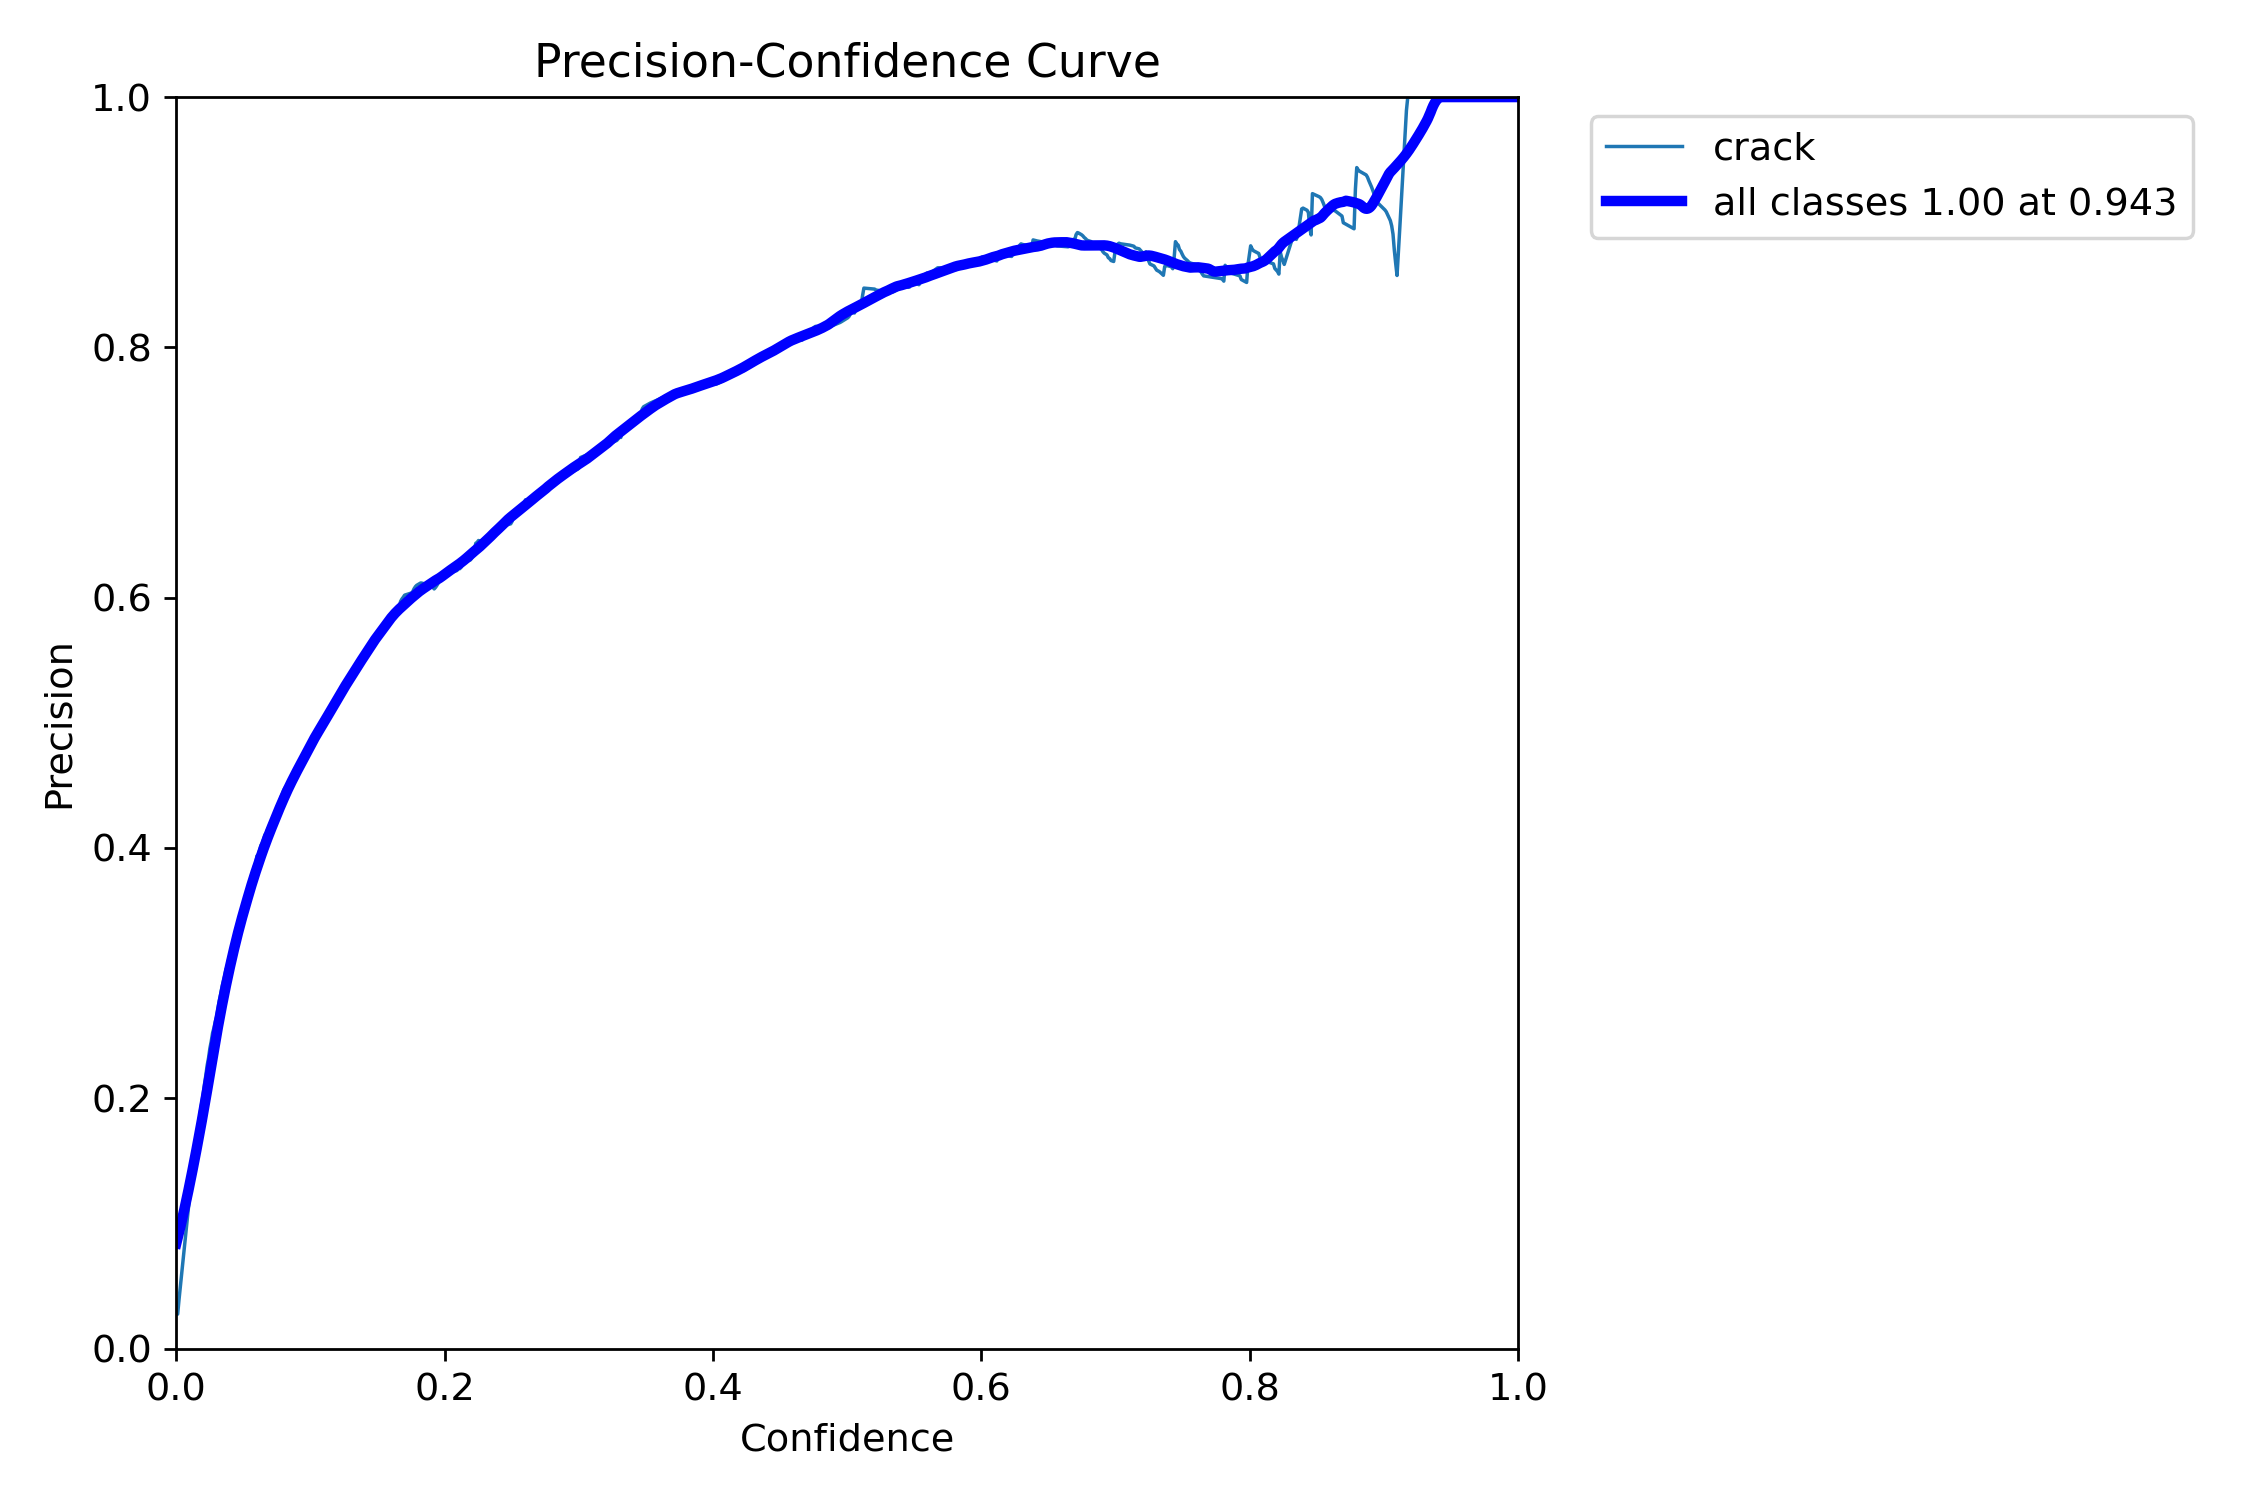 Precision-Confidence Curve
1.0
0.8
0.6
0.4
0.2
0.0
Precision
0.0 0.2 0.4 0.6 0.8 1.0
Confidence
crack
all classes 1.00 at 0.943